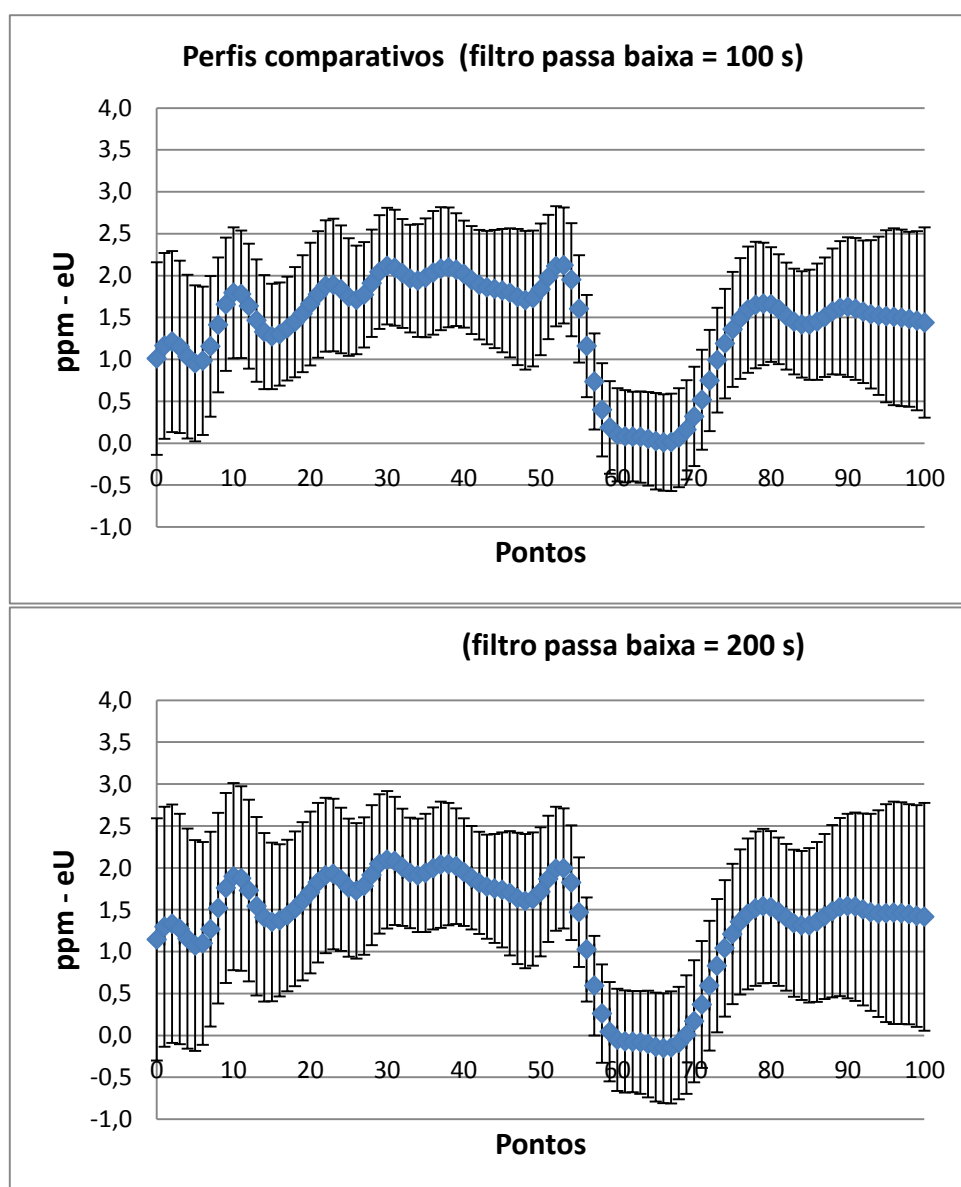 Perfis comparativos (filtro passa baixa = 100 s)
4,0
3,5
3,0
2,5
2,0
1,5
1,0
0,5
0,0
-0,5
-1,0
ppm - eU
0 10 20 30 40 50 60 70 80 90 100
Pontos
(filtro passa baixa = 200 s)
4,0
3,5
3,0
2,5
2,0
1,5
1,0
0,5
0,0
-0,5
-1,0
ppm - eU
0 10 20 30 40 50 60 70 80 90 100
Pontos